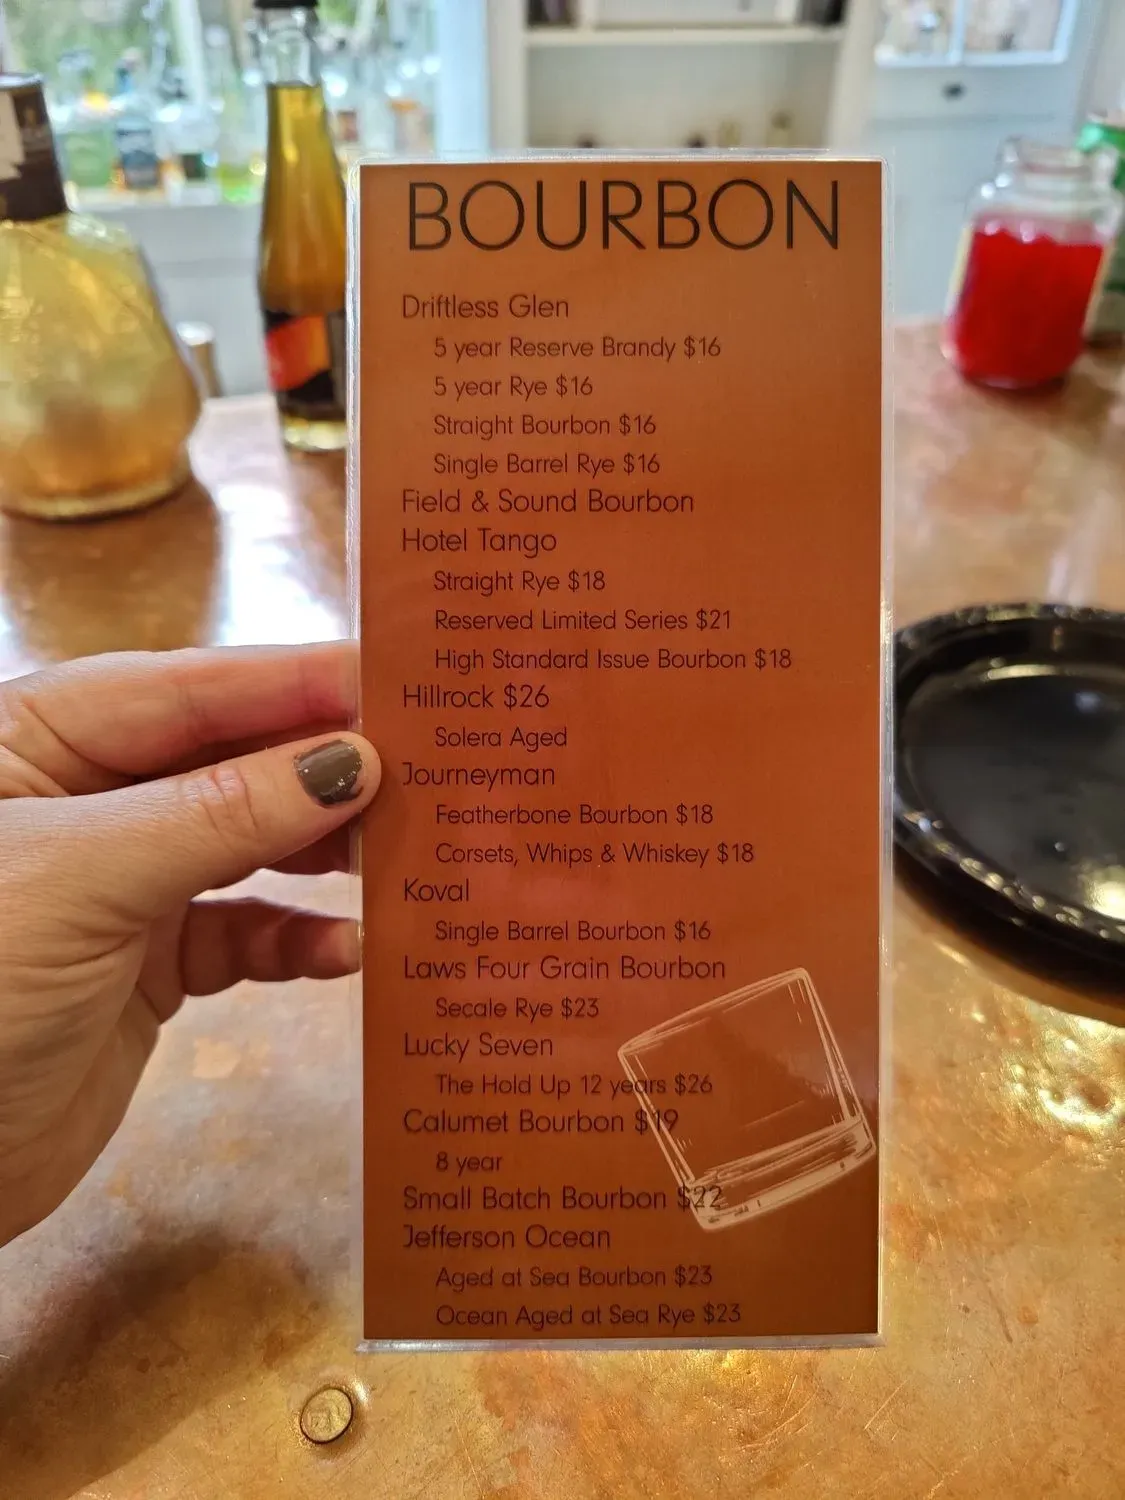 BOURBON
Driftless Glen
5 year Reserve Brandy $16
5 year Rye $16
Straight Bourbon $16
Single Barrel Rye $16
Field & Sound Bourbon
Hotel Tango
Straight Rye $18
Reserved Limited Series $21
High Standard Issue Bourbon $18
Hillrock $26
Solera Aged
Journeyman
Featherbone Bourbon $18
Corsets, Whips & Whiskey $18
Koval
Single Barrel Bourbon $16
Laws Four Grain Bourbon
Secale Rye $23
Lucky Seven
The Hold Up 12 years $26
Calumet Bourbon $19
8 year
Small Batch Bourbon $22
Jefferson Ocean
Aged at Sea Bourbon $23
Ocean Aged at Sea Rye $23